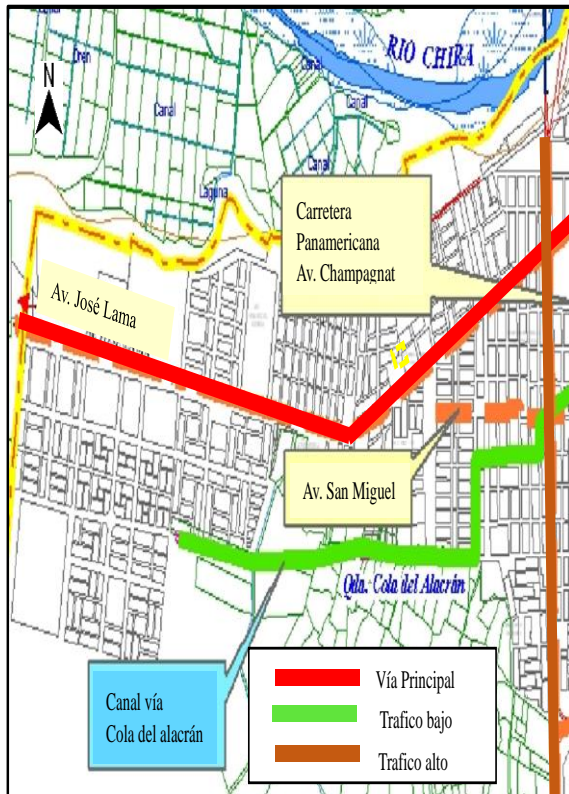 Dren
Canal
RIO CHIRA
N
Canal
Canal
Canal
Canal
Laguna
Carretera
Panamericana
Av. Champagnat
Av. José Lama
Av. San Miguel
Qda. Cola del Alacrán
Canal vía
Cola del alacrán
Vía Principal
Trafico bajo
Trafico alto